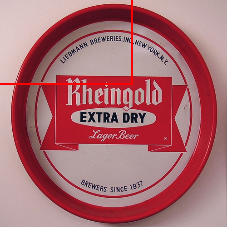 LIEBMANN BREWERIES, INC. NEW YORK, N.Y.
Rheingold
EXTRA DRY
Lager Beer
BREWERS SINCE 1837